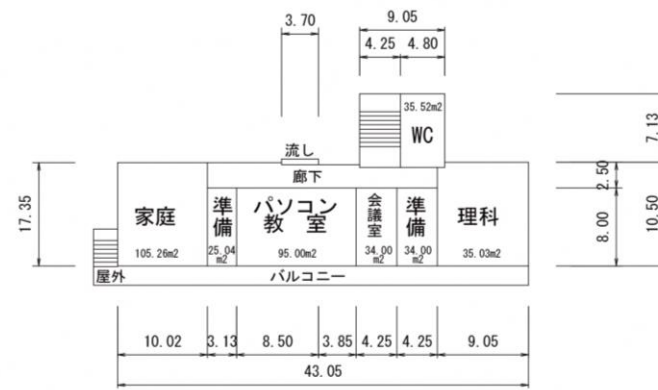 3.70
9.05
4.25 4.80
35.52m2
WC
7.13
流し
廊下
2.50
17.35
家庭
準備
パソコン
教室
会議室
準備
理科
8.00
10.50
105.26m2
25.04
m2
95.00m2
34.00
m2
34.00
m2
35.03m2
屋外
バルコニー
10.02 3.13 8.50 3.85 4.25 4.25 9.05
43.05